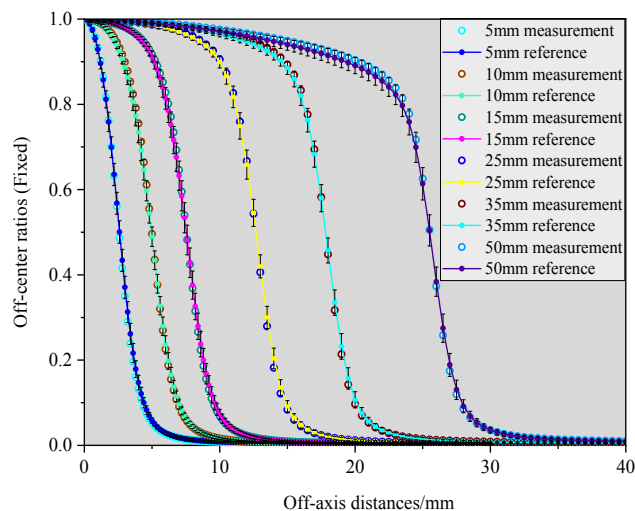 1.0
0.8
0.6
0.4
0.2
0.0
Off-center ratios (Fixed)
0
10
20
30
40
Off-axis distances/mm
5mm measurement
5mm reference
10mm measurement
10mm reference
15mm measurement
15mm reference
25mm measurement
25mm reference
35mm measurement
35mm reference
50mm measurement
50mm reference